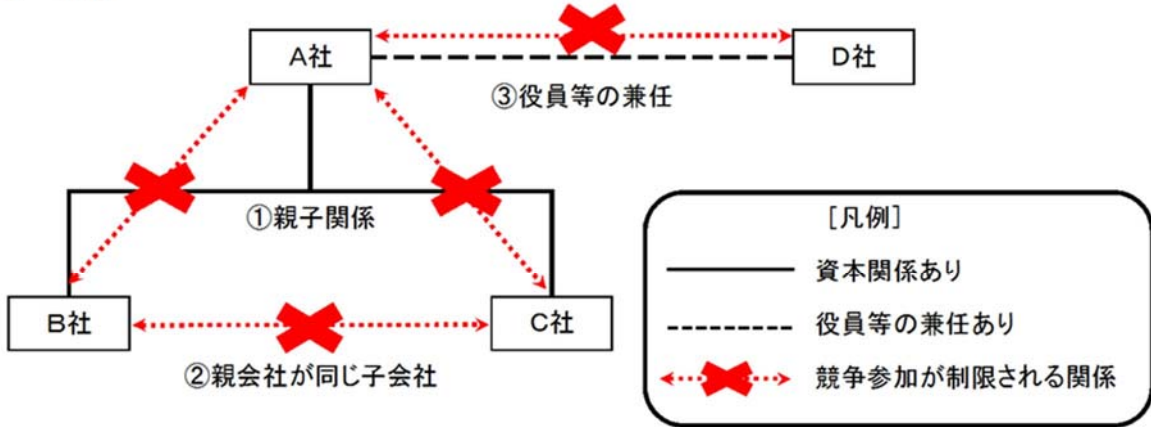 A社
D社
③役員等の兼任
①親子関係
B社
C社
②親会社が同じ子会社
［凡例］
資本関係あり
役員等の兼任あり
競争参加が制限される関係